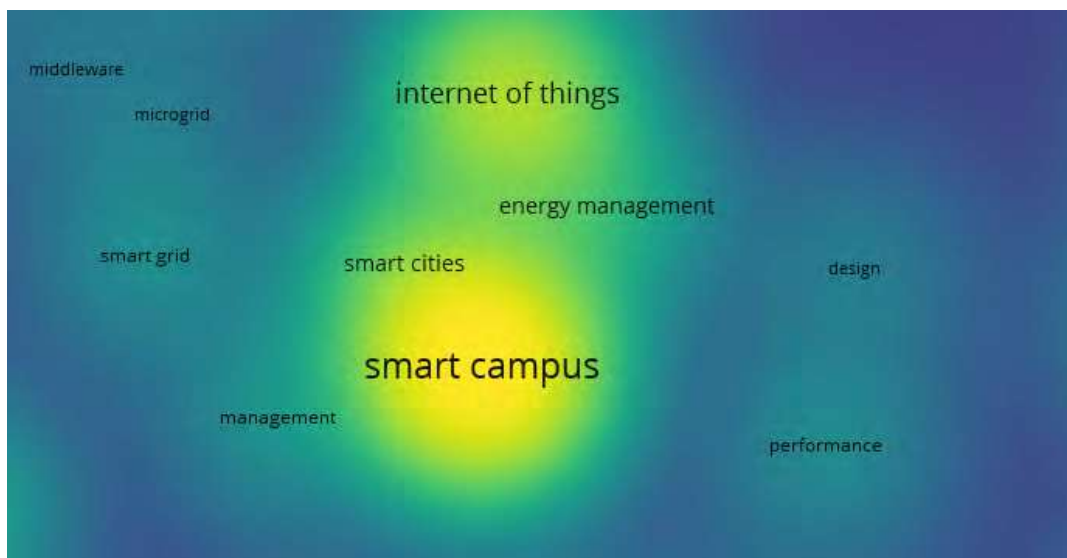 middleware
internet of things
microgrid
energy management
smart grid
smart cities
design
smart campus
management
performance